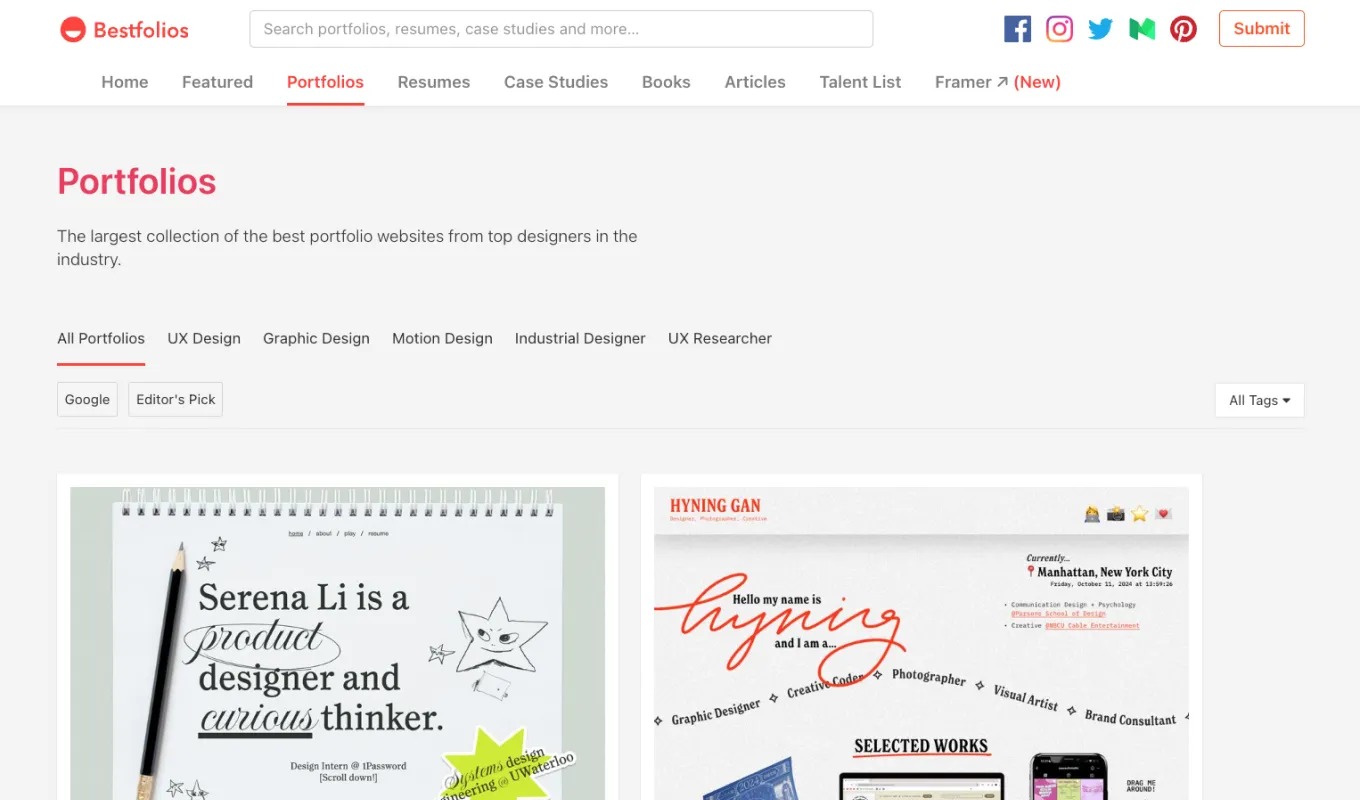 Bestfolios
Search portfolios, resumes, case studies and more...
Submit
Home Featured Portfolios Resumes Case Studies Books Articles Talent List Framer ↗ (New)
Portfolios
The largest collection of the best portfolio websites from top designers in the
industry.
All Portfolios UX Design Graphic Design Motion Design Industrial Designer UX Researcher
Google Editor's Pick
All Tags
home / about / play / resume
Serena Li is a
product
designer and
curious thinker.
Design Intern @ 1Password
[Scroll down!]
Systems design
engineering @ UWaterloo
HYNING GAN
Designer, Photographer, Creative
Currently...
Manhattan, New York City
Friday, October 11, 2024 at 13:59:26
• Communication Design + Psychology
@Parsons School of Design
• Creative @NBCU Cable Entertainment
Hello my name is
hyning
and I am a...
Graphic Designer ✧ Creative Coder ✧ Photographer ✧ Visual Artist ✧ Brand Consultant
SELECTED WORKS
DRAG ME
AROUND!